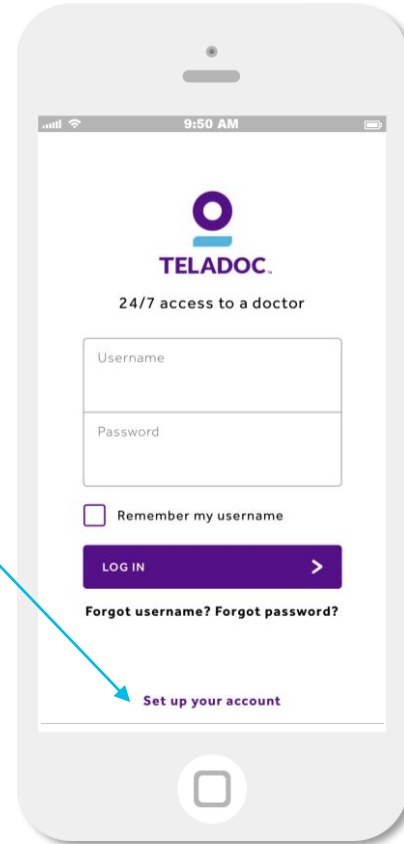 9:50 AM
TELADOC™
24/7 access to a doctor
Username
Password
Remember my username
LOG IN
Forgot username? Forgot password?
Set up your account